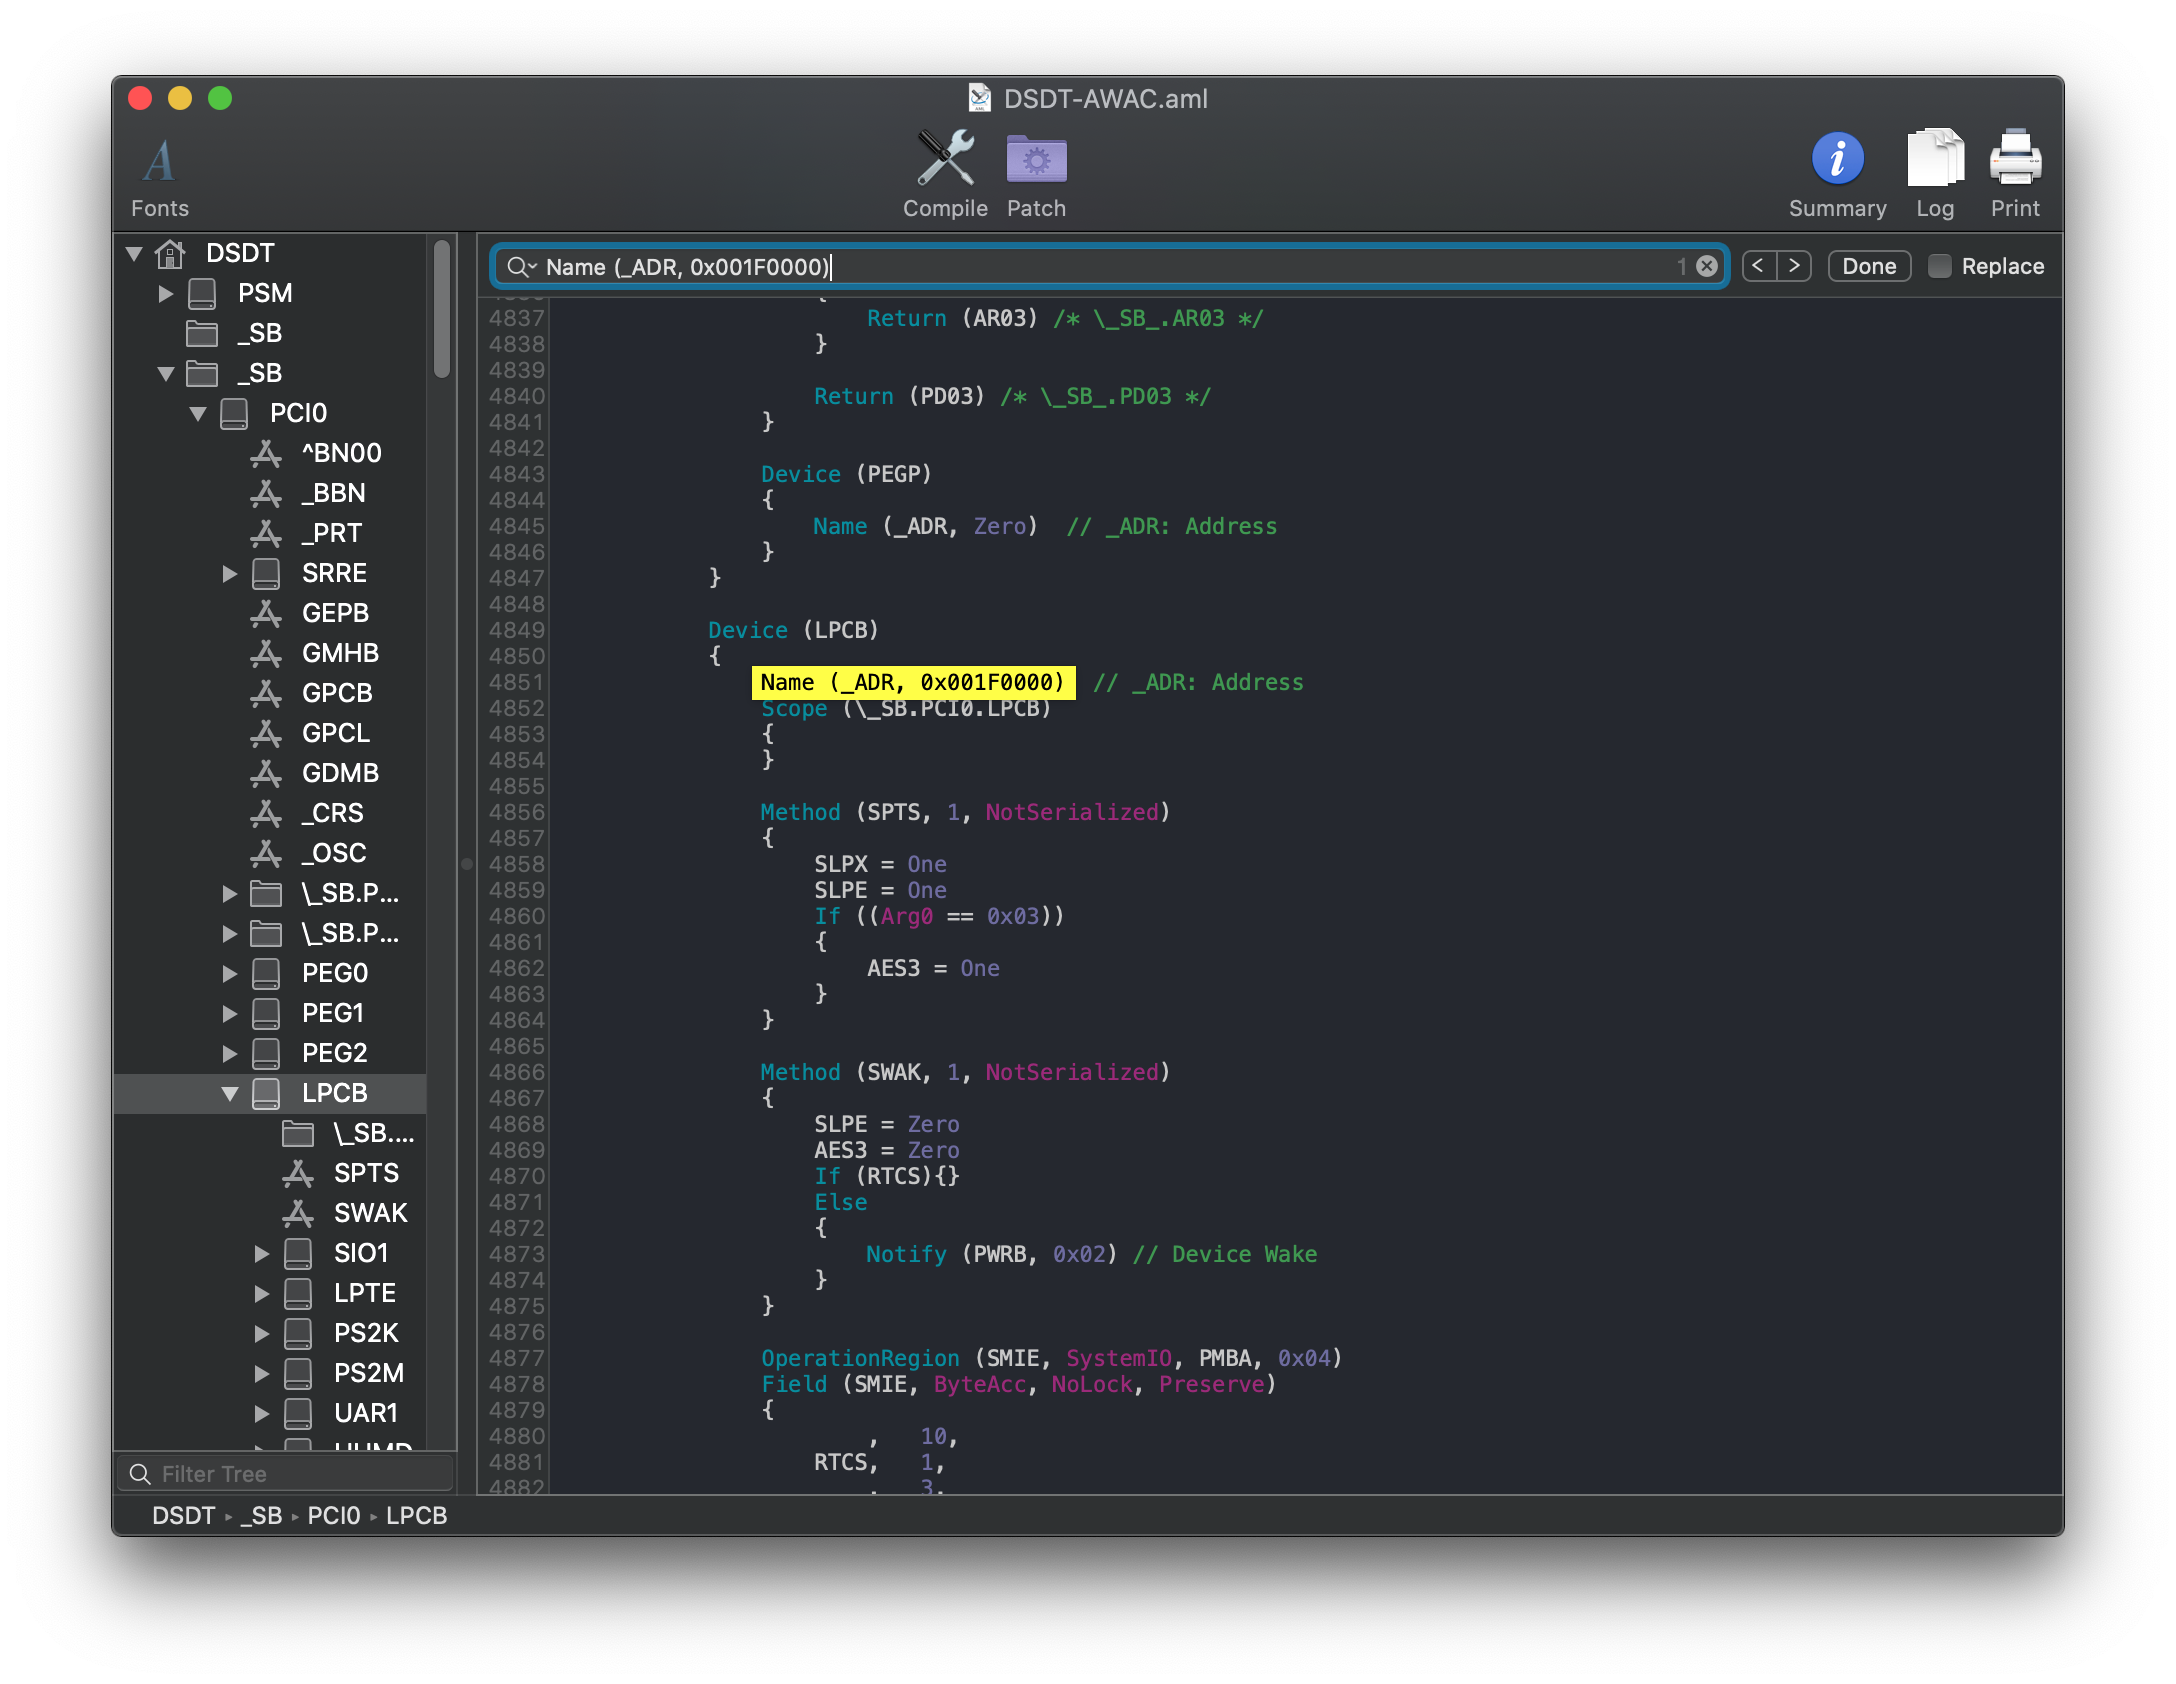 DSDT-AWAC.aml
Fonts
Compile
Patch
Summary
Log
Print
DSDT
PSM
_SB
_SB
PCI0
^BN00
_BBN
_PRT
SRRE
GEPB
GMHB
GPCB
GPCL
GDMB
_CRS
_OSC
\_SB.P...
\_SB.P...
PEG0
PEG1
PEG2
LPCB
\_SB....
SPTS
SWAK
SIO1
LPTE
PS2K
PS2M
UAR1
Filter Tree
Name (_ADR, 0x001F0000)
1
< > Done Replace
4837 Return (AR03) /* \_SB_.AR03 */
4838 }
4839
4840 Return (PD03) /* \_SB_.PD03 */
4841 }
4842
4843 Device (PEGP)
4844 {
4845 Name (_ADR, Zero) // _ADR: Address
4846 }
4847 }
4848
4849 Device (LPCB)
4850 {
4851 Name (_ADR, 0x001F0000) // _ADR: Address
4852 Scope (\_SB.PCI0.LPCB)
4853 {
4854 }
4855
4856 Method (SPTS, 1, NotSerialized)
4857 {
4858 SLPX = One
4859 SLPE = One
4860 If ((Arg0 == 0x03))
4861 {
4862 AES3 = One
4863 }
4864 }
4865
4866 Method (SWAK, 1, NotSerialized)
4867 {
4868 SLPE = Zero
4869 AES3 = Zero
4870 If (RTCS){}
4871 Else
4872 {
4873 Notify (PWRB, 0x02) // Device Wake
4874 }
4875 }
4876
4877 OperationRegion (SMIE, SystemIO, PMBA, 0x04)
4878 Field (SMIE, ByteAcc, NoLock, Preserve)
4879 {
4880 , 10,
4881 RTCS, 1,
4882 , 3,
DSDT ▸ _SB ▸ PCI0 ▸ LPCB